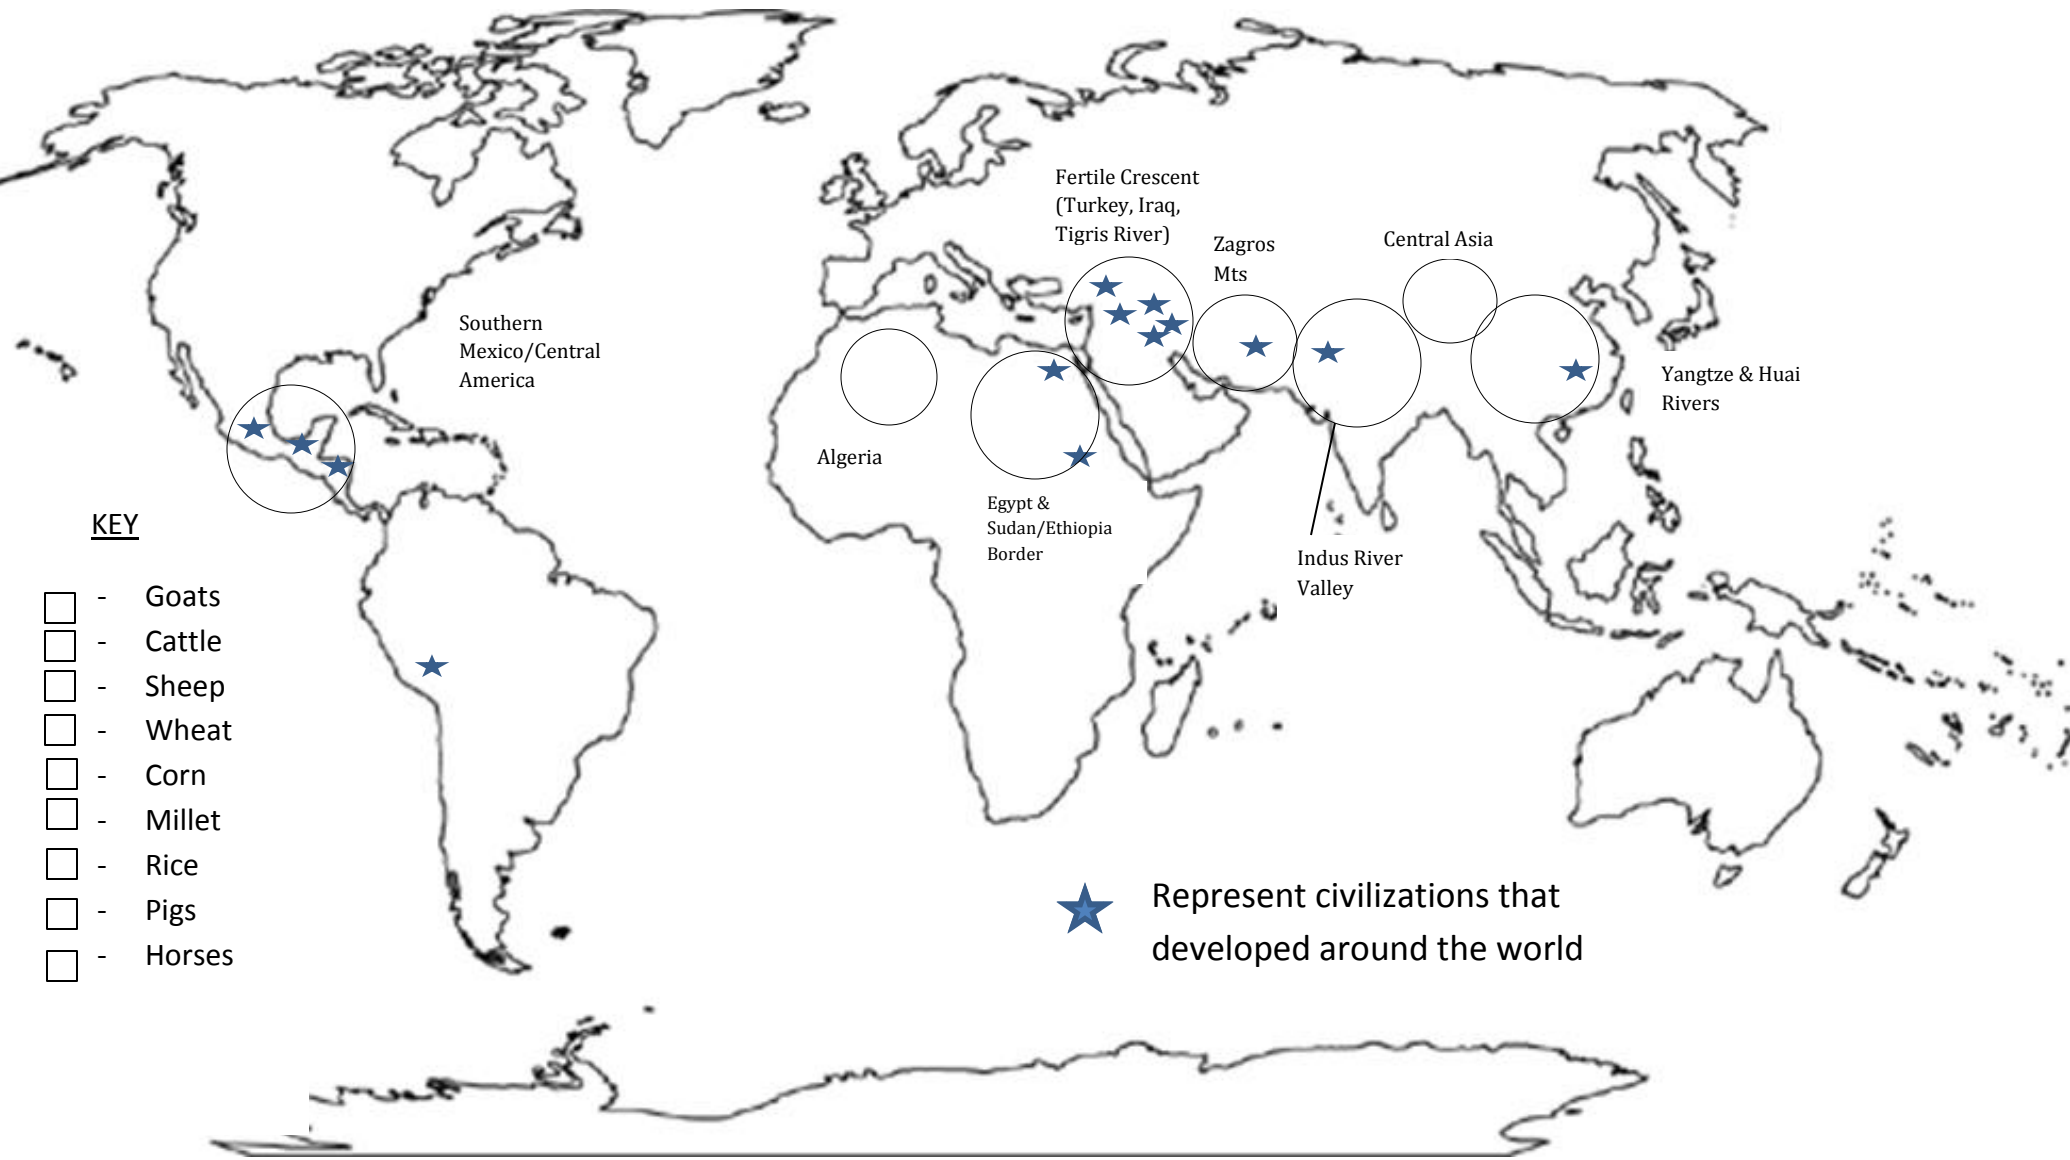 Fertile Crescent
(Turkey, Iraq,
Tigris River)
Zagros
Mts
Central Asia
Southern
Mexico/Central
America
Yangtze & Huai
Rivers
Algeria
Egypt &
Sudan/Ethiopia
Border
Indus River
Valley
KEY
- Goats
- Cattle
- Sheep
- Wheat
- Corn
- Millet
- Rice
- Pigs
- Horses
Represent civilizations that
developed around the world